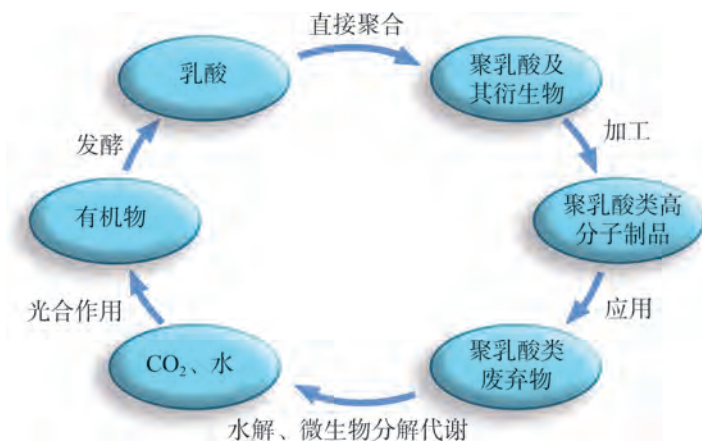 直接聚合
乳酸
聚乳酸及
其衍生物
加工
聚乳酸类高
分子制品
应用
聚乳酸类
废弃物
水解、微生物分解代谢
CO₂、水
光合作用
有机物
发酵